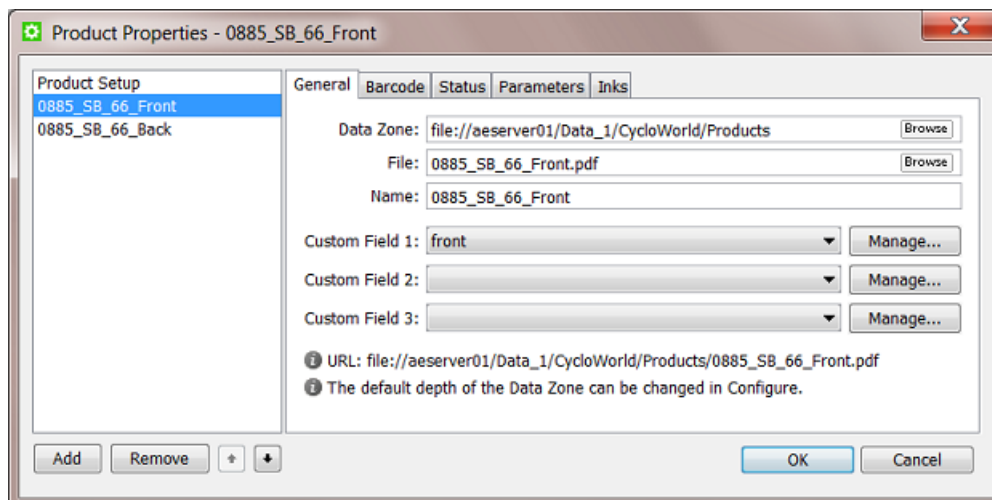 Product Properties - 0885_SB_66_Front
Product Setup
0885_SB_66_Front
0885_SB_66_Back
General Barcode Status Parameters Inks
Data Zone: file://aeserver01/Data_1/CycloWorld/Products Browse
File: 0885_SB_66_Front.pdf Browse
Name: 0885_SB_66_Front
Custom Field 1: front Manage...
Custom Field 2: Manage...
Custom Field 3: Manage...
URL: file://aeserver01/Data_1/CycloWorld/Products/0885_SB_66_Front.pdf
The default depth of the Data Zone can be changed in Configure.
Add Remove OK Cancel